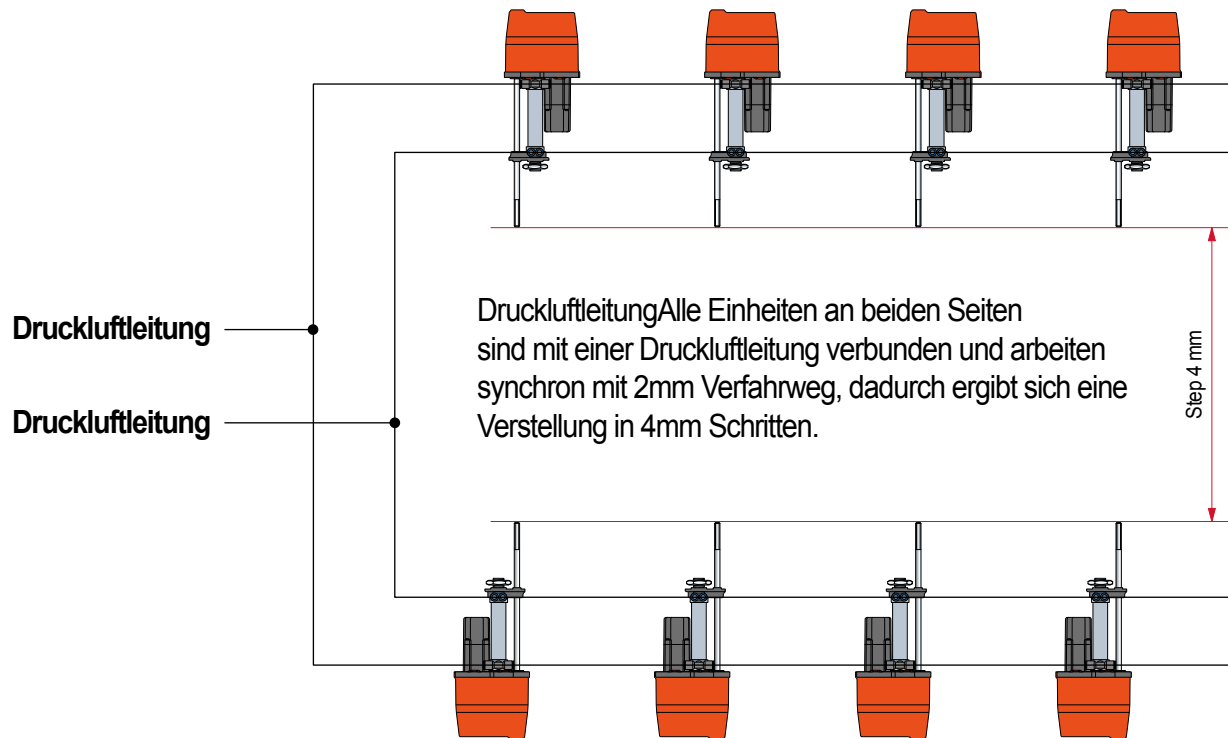 DruckluftleitungAlle Einheiten an beiden Seiten
sind mit einer Druckluftleitung verbunden und arbeiten
synchron mit 2mm Verfahrweg, dadurch ergibt sich eine
Verstellung in 4mm Schritten.
Druckluftleitung
Druckluftleitung
Step 4 mm